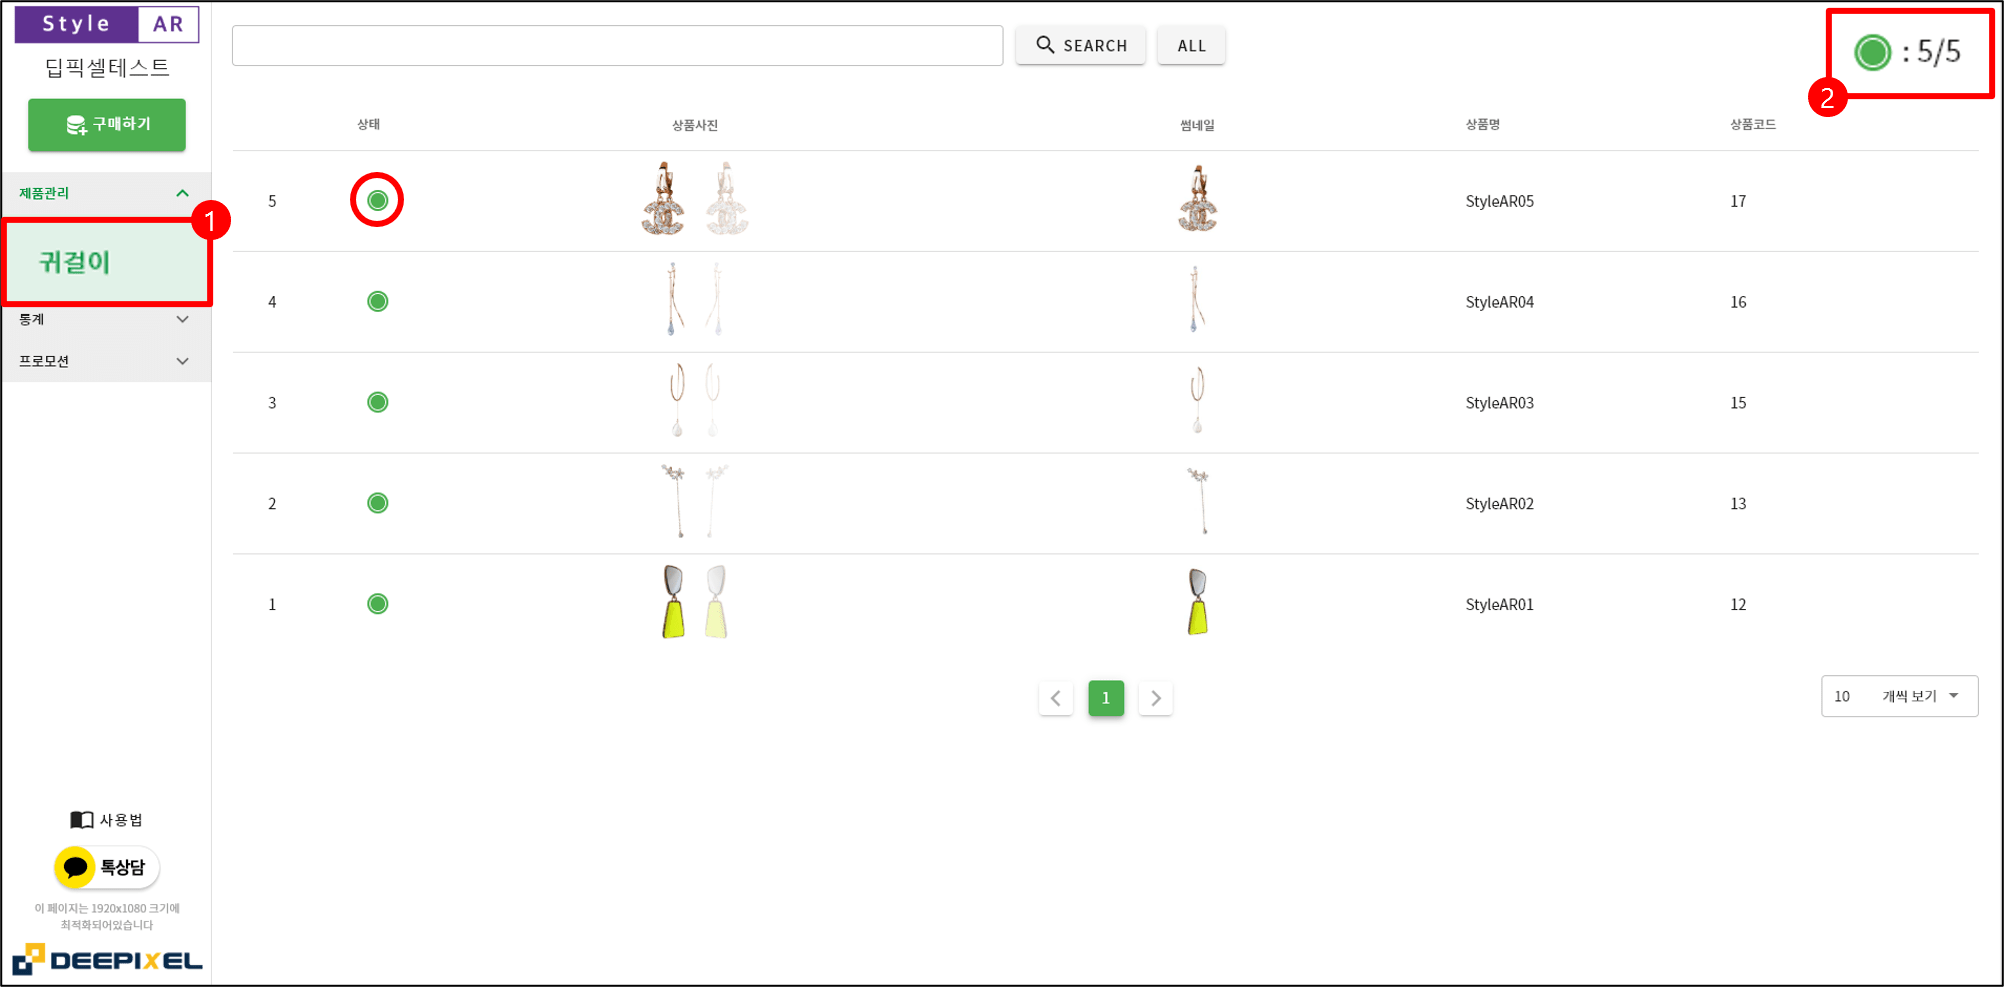 Style AR
딥픽셀테스트
구매하기
제품관리
1
귀걸이
통계
프로모션
사용법
톡상담
이 페이지는 1920x1080 크기에
최적화되어있습니다
DEEPIXEL
SEARCH ALL
: 5/5
2
상태 상품사진 썸네일 상품명 상품코드
5 StyleAR05 17
4 StyleAR04 16
3 StyleAR03 15
2 StyleAR02 13
1 StyleAR01 12
1
10 개씩 보기